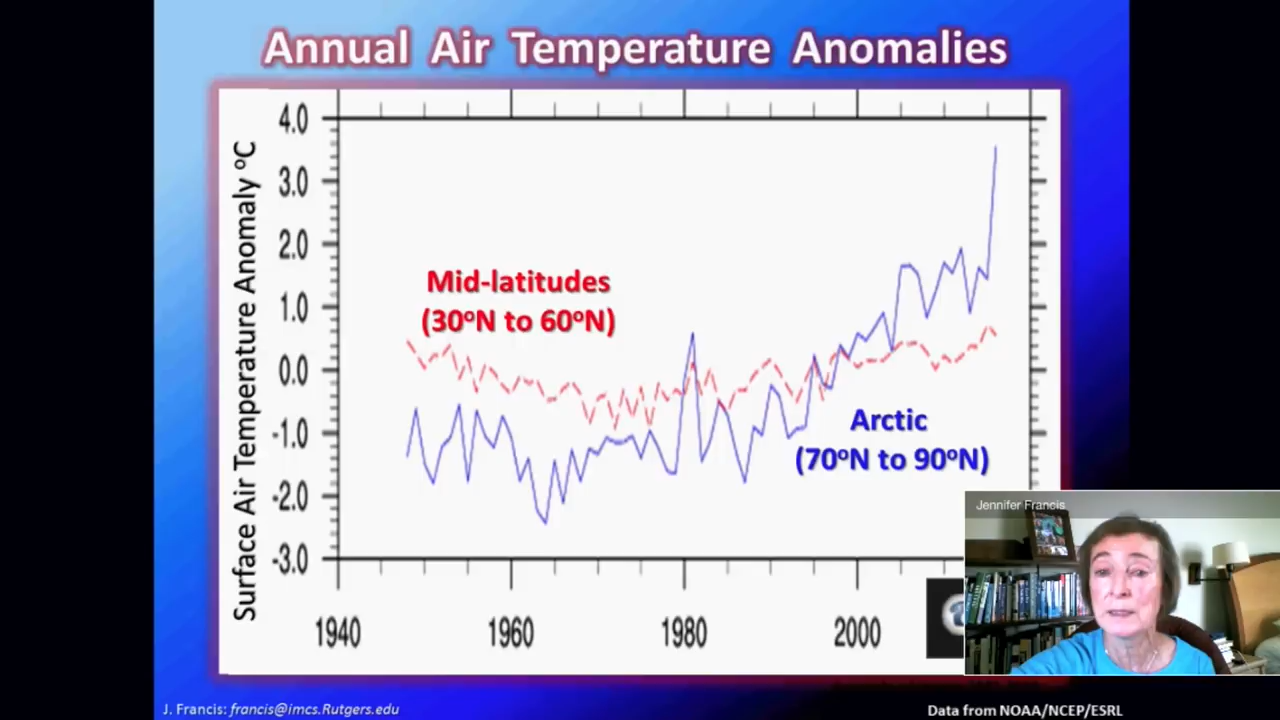 Annual Air Temperature Anomalies
Surface Air Temperature Anomaly ºC
4.0
3.0
2.0
1.0
0.0
-1.0
-2.0
-3.0
Mid-latitudes
(30ºN to 60ºN)
Arctic
(70ºN to 90ºN)
1940
1960
1980
2000
Jennifer Francis
J. Francis: francis@imcs.Rutgers.edu
Data from NOAA/NCEP/ESRL